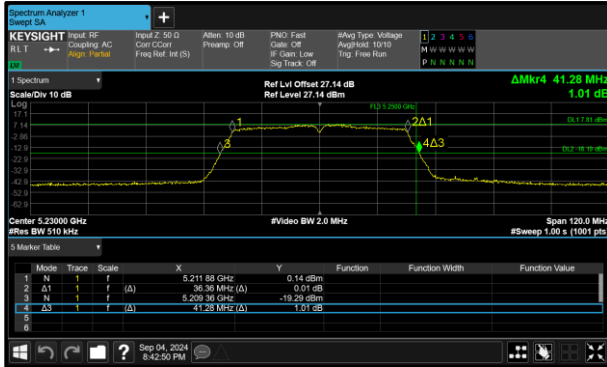 Spectrum Analyzer 1
Swept SA
KEYSIGHT Input: RF Input Z: 50 Ω Atten: 10 dB PNO: Fast #Avg Type: Voltage 1 2 3 4 5 6
RLT Coupling: AC Corr CCorr Preamp: Off Gate: Off Avg|Hold: 10/10 M W W W W W
Align: Partial Freq Ref: Int (S) IF Gain: Low Trig: Free Run P N N N N N
Sig Track: Off
1 Spectrum Ref Lvl Offset 27.14 dB ΔMkr4 41.28 MHz
Scale/Div 10 dB Ref Level 27.14 dBm 1.01 dB
Log
17.1
7.14
-2.86
-12.9
-22.9
-32.9
-42.9
-52.9
-62.9
1 2Δ1
3 4Δ3
Center 5.23000 GHz #Video BW 2.0 MHz Span 120.0 MHz
#Res BW 510 kHz #Sweep 1.00 s (1001 pts
5 Marker Table
Mode Trace Scale X Y Function Function Width Function Value
1 N 1 f 5.211 88 GHz 0.14 dBm
2 Δ1 1 f (Δ) 36.36 MHz (Δ) 0.01 dB
3 N 1 f 5.209 36 GHz -19.29 dBm
4 Δ3 1 f (Δ) 41.28 MHz (Δ) 1.01 dB
5
6
? Sep 04, 2024
8:42:50 PM